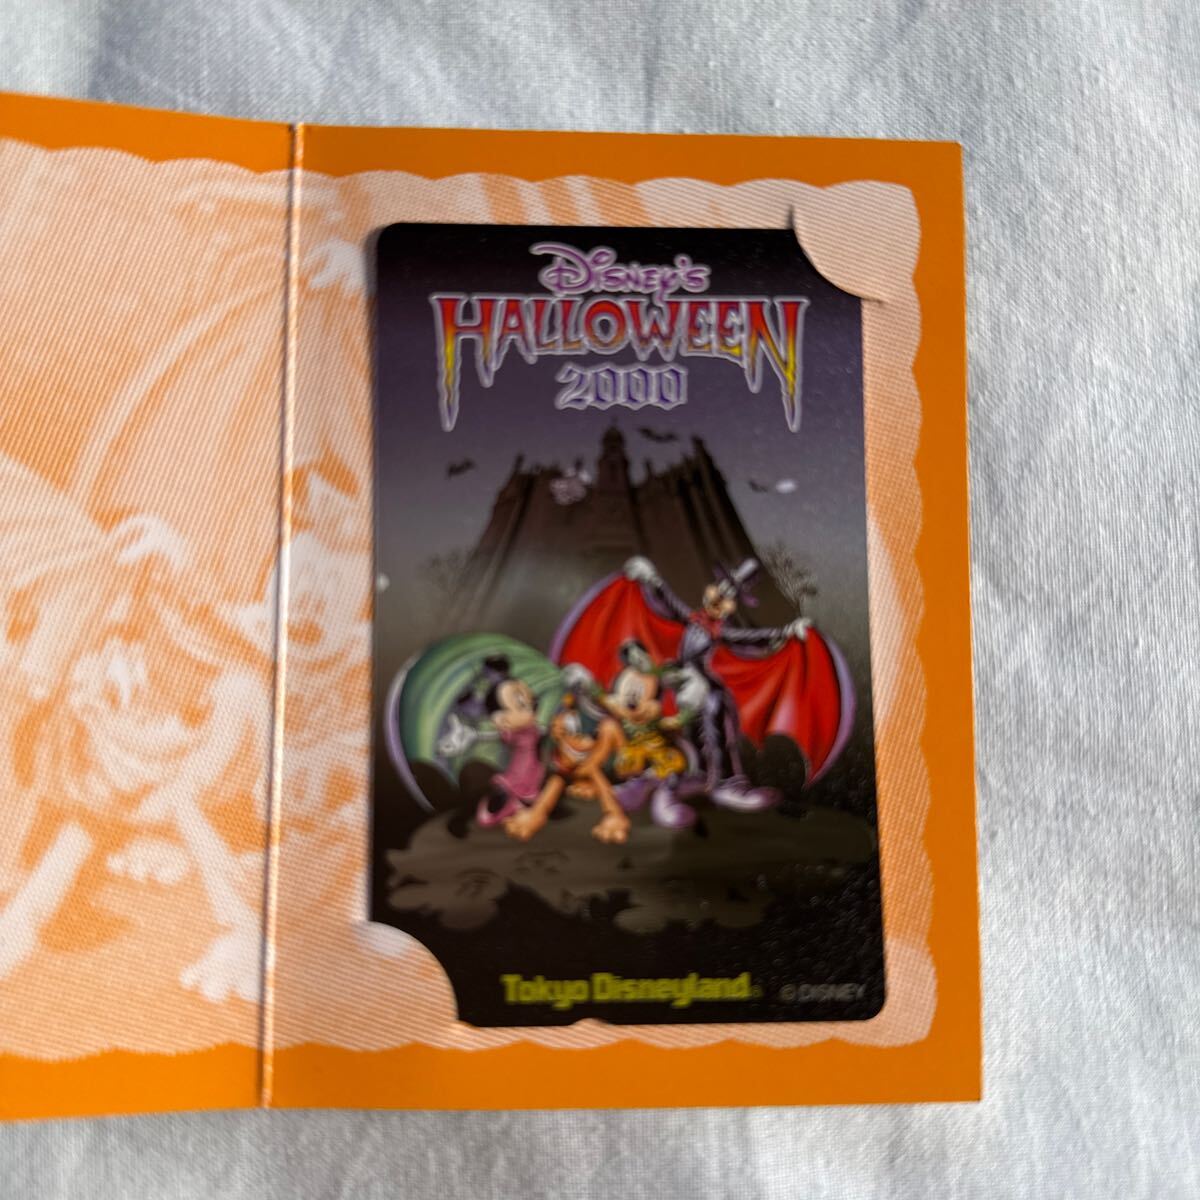 Disney's
HALLOWEEN
2000
Tokyo Disneyland®
© DISNEY